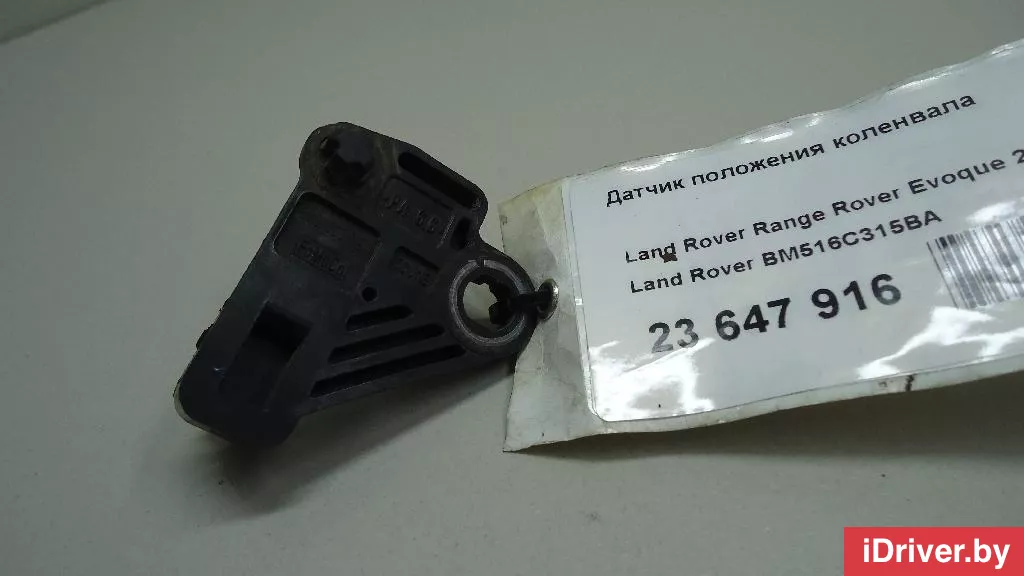 Датчик положения коленвала
Land Rover Range Rover Evoque 2
Land Rover BM516C315BA
23 647 916
iDriver.by